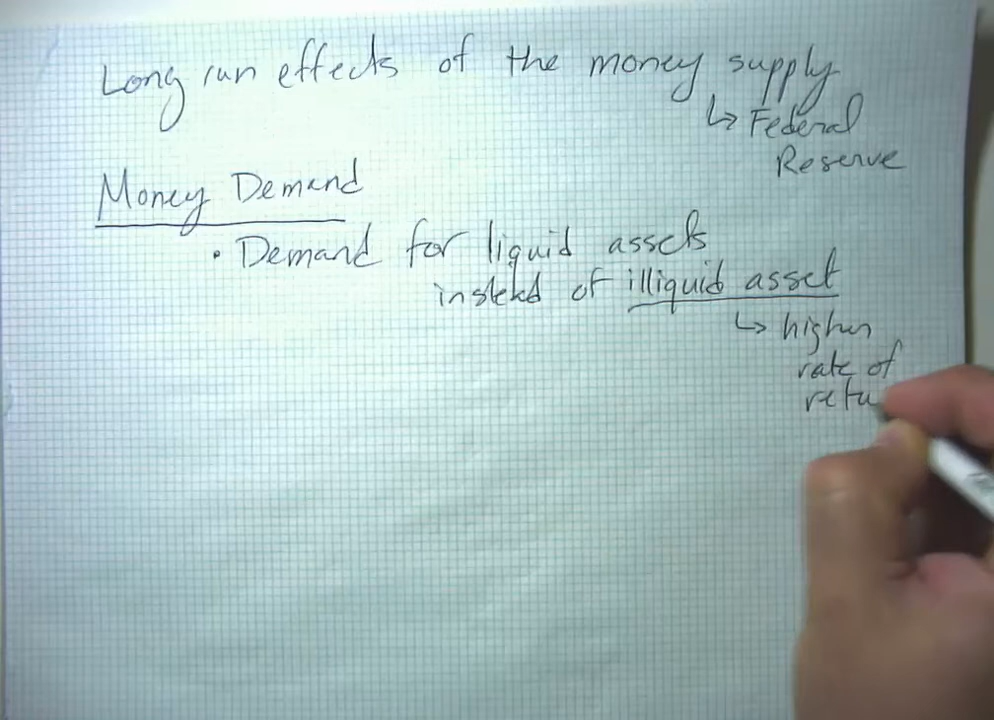 Long run effects of the money supply
↳ Federal
Reserve
Money Demand
• Demand for liquid assets
instead of illiquid asset
↳ higher
rate of
retu